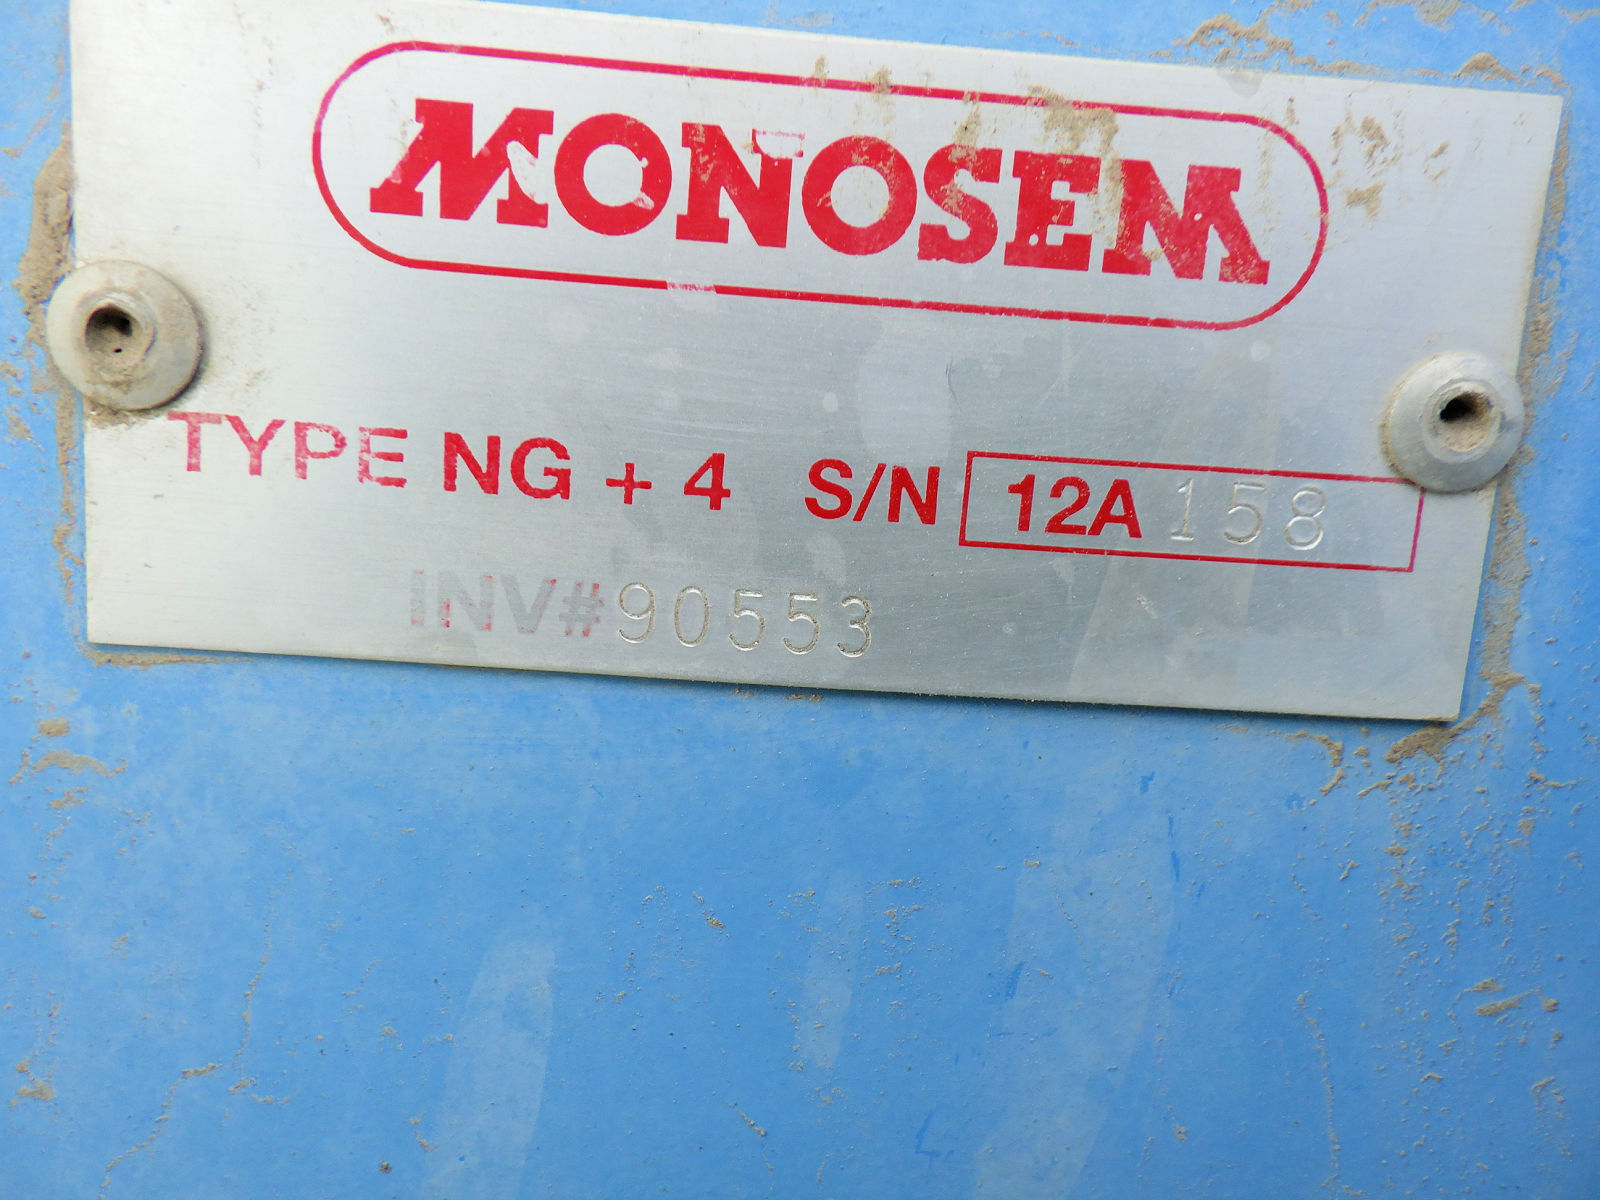 MONOSEM
TYPE NG + 4 S/N 12A 158
INV# 90553